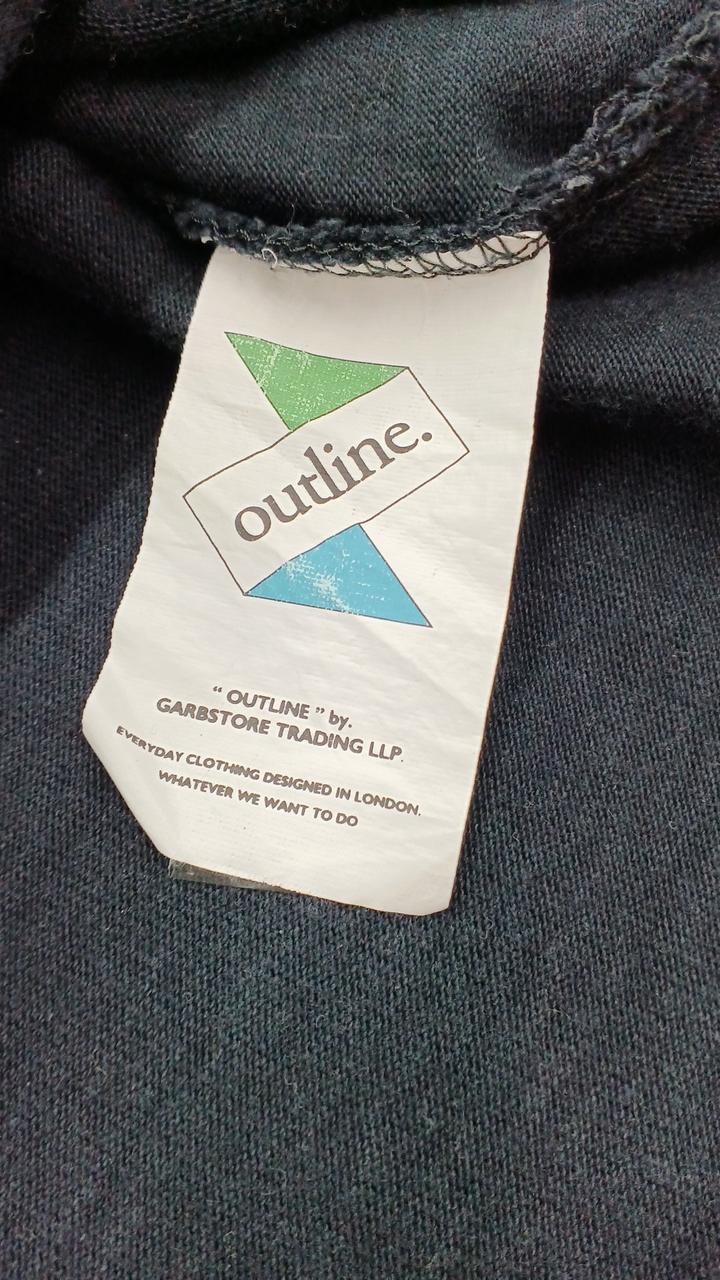 outline.
“ OUTLINE ” by.
GARBSTORE TRADING LLP.
EVERYDAY CLOTHING DESIGNED IN LONDON.
WHATEVER WE WANT TO DO